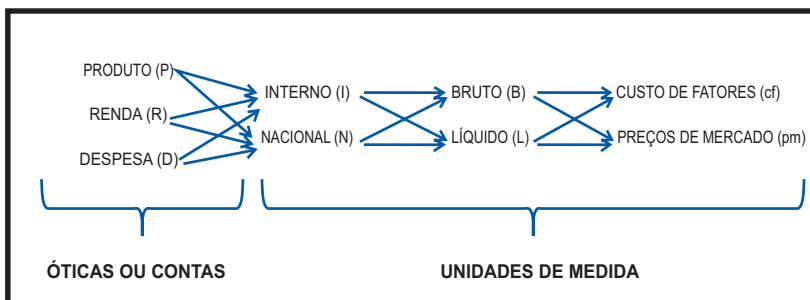 PRODUTO (P)
RENDA (R)
DESPESA (D)
INTERNO (I)
NACIONAL (N)
BRUTO (B)
LÍQUIDO (L)
CUSTO DE FATORES (cf)
PREÇOS DE MERCADO (pm)
ÓTICAS OU CONTAS
UNIDADES DE MEDIDA